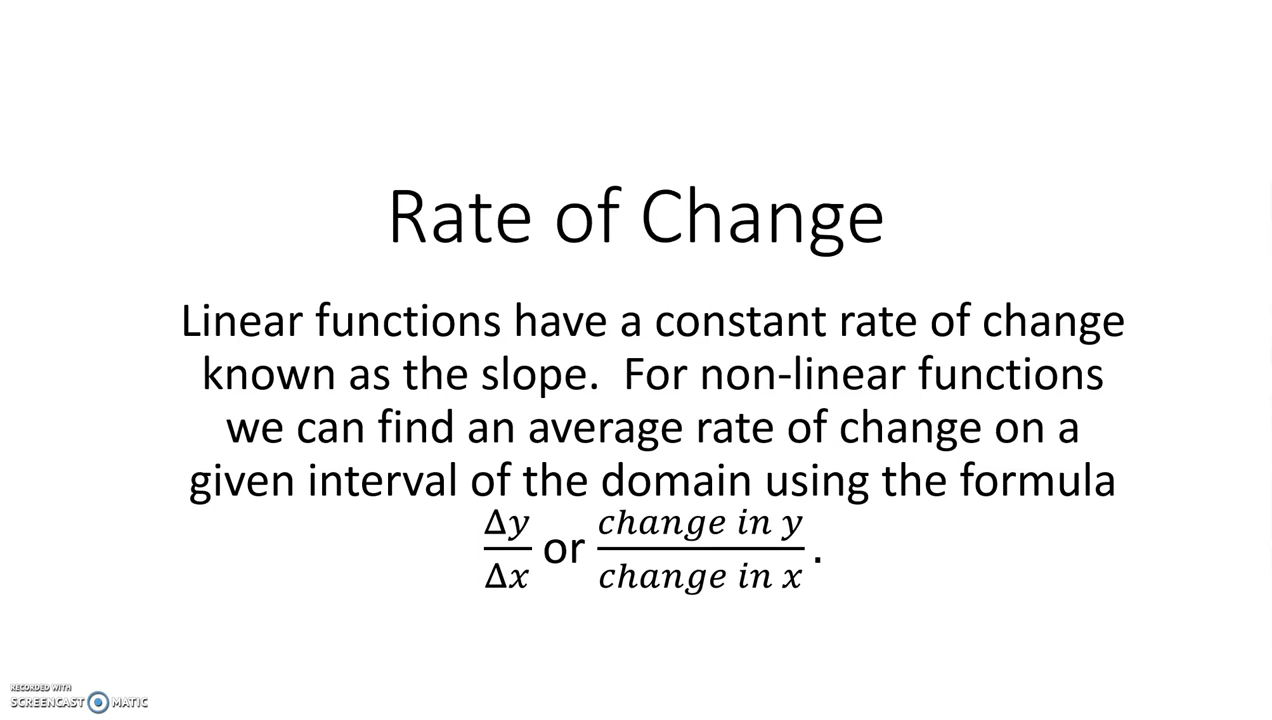 Rate of Change
Linear functions have a constant rate of change
known as the slope.  For non-linear functions
we can find an average rate of change on a
given interval of the domain using the formula
Δy/Δx or change in y/change in x .
RECORDED WITH
SCREENCAST MATIC